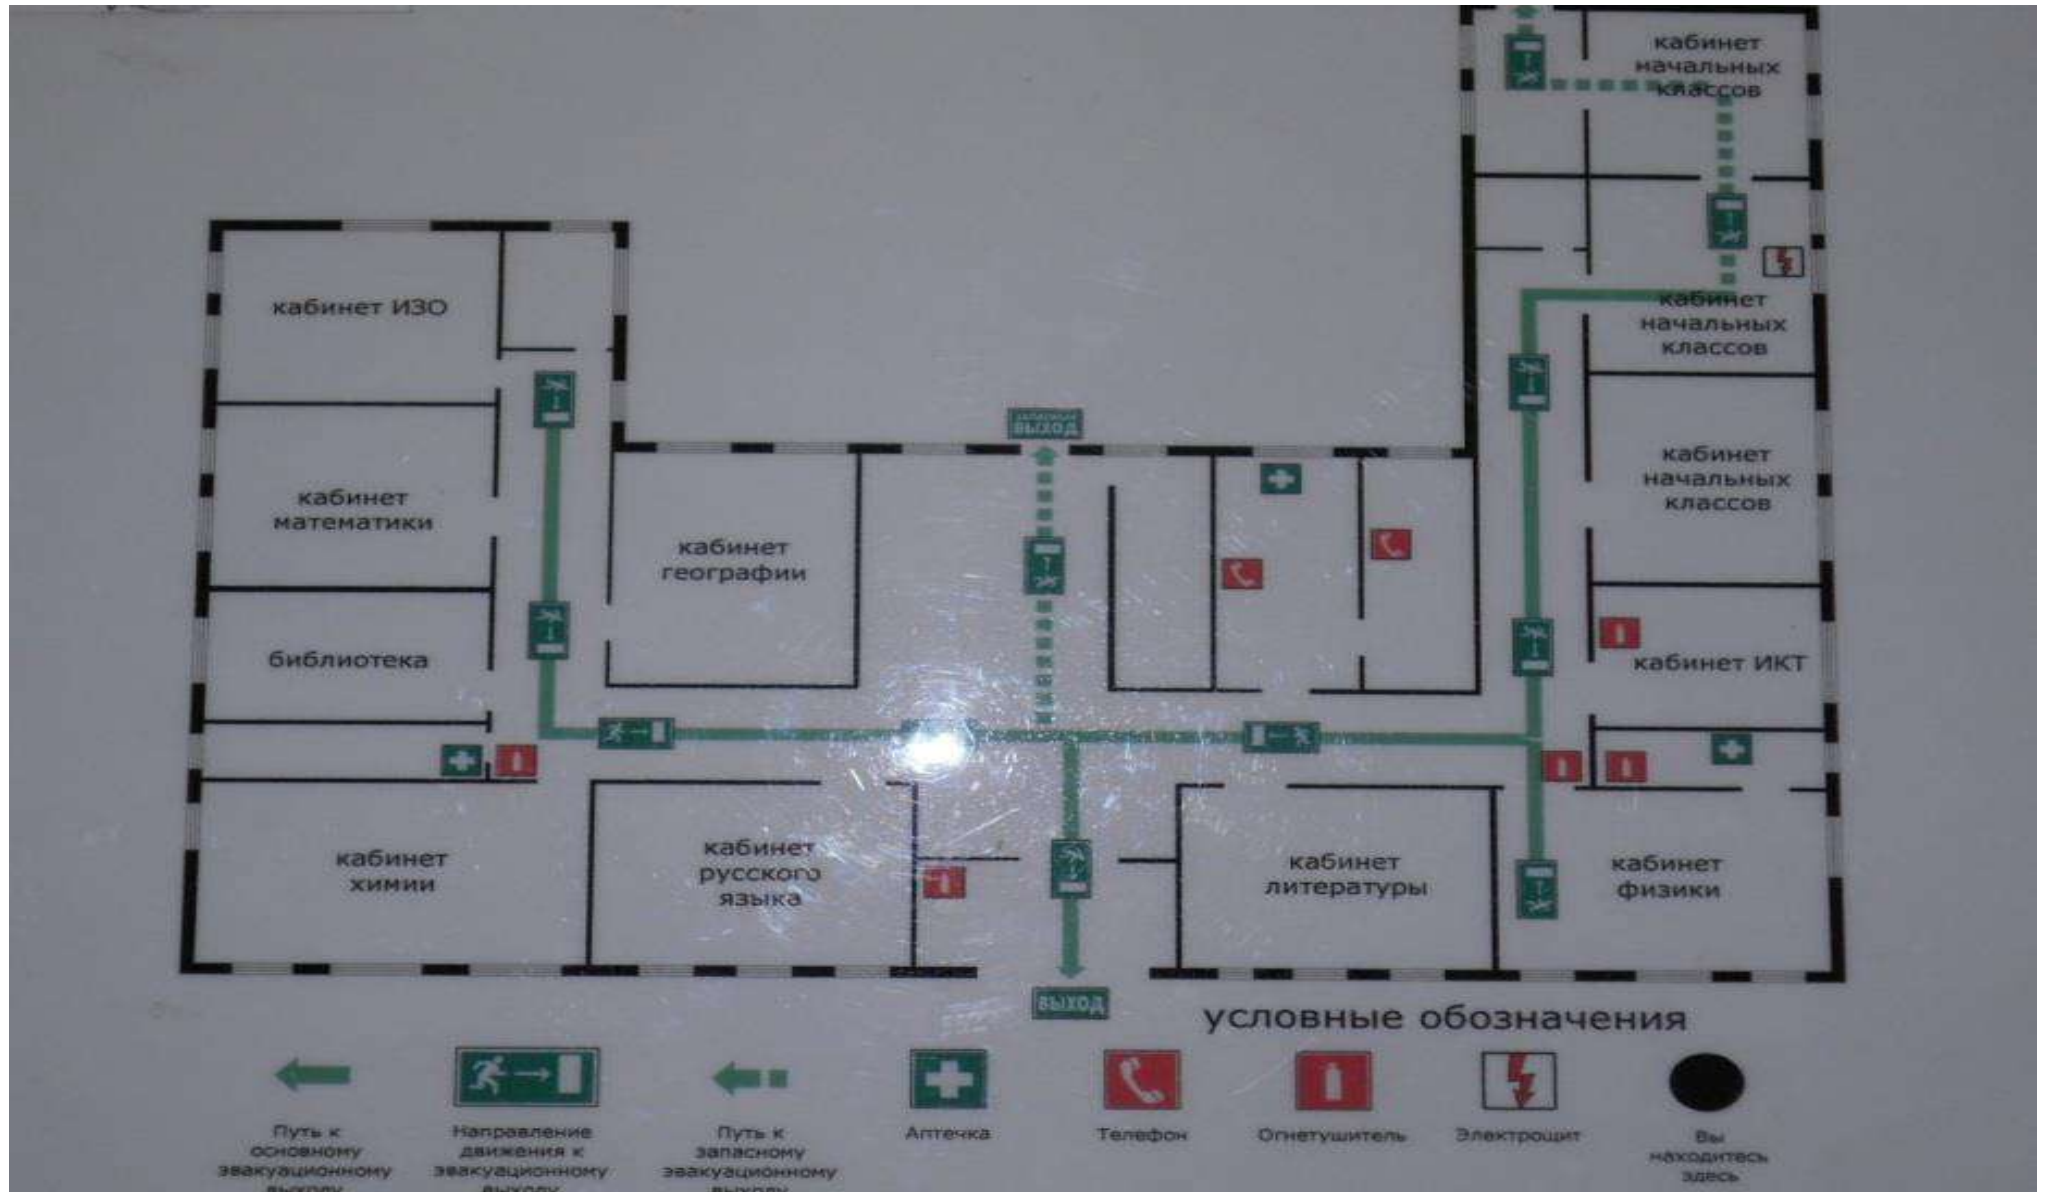 кабинет
начальных
классов
кабинет ИЗО
кабинет
начальных
классов
ЗАПАСНЫЙ
ВЫХОД
кабинет
математики
кабинет
географии
кабинет
начальных
классов
библиотека
кабинет ИКТ
кабинет
химии
кабинет
русского
языка
кабинет
литературы
кабинет
физики
ВЫХОД
условные обозначения
Путь к
основному
эвакуационному
выходу
Направление
движения к
эвакуационному
выходу
Путь к
запасному
эвакуационному
выходу
Аптечка
Телефон
Огнетушитель
Электрощит
Вы
находитесь
здесь